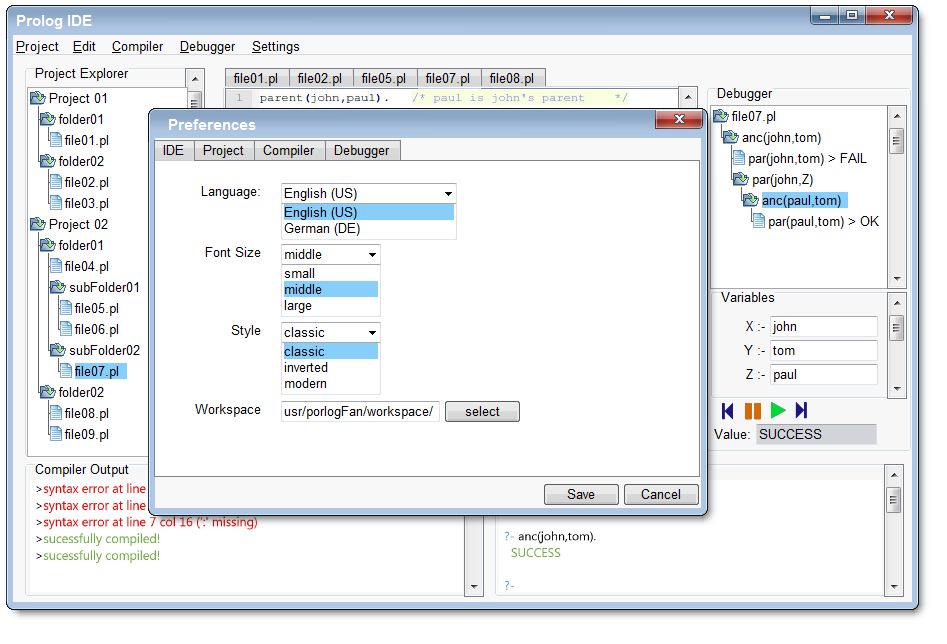 Prolog IDE
Project Edit Compiler Debugger Settings
Project Explorer
Project 01
folder01
file01.pl
folder02
file02.pl
file03.pl
Project 02
folder01
file04.pl
subFolder01
file05.pl
file06.pl
subFolder02
file07.pl
folder02
file08.pl
file09.pl
file01.pl file02.pl file05.pl file07.pl file08.pl
1 parent(john,paul). /* paul is john's parent */
Preferences
IDE Project Compiler Debugger
Language: English (US)
English (US)
German (DE)
Font Size middle
small
middle
large
Style classic
classic
inverted
modern
Workspace usr/porlogFan/workspace/ select
Save Cancel
Debugger
file07.pl
anc(john,tom)
par(john,tom) > FAIL
par(john,Z)
anc(paul,tom)
par(paul,tom) > OK
Variables
X :- john
Y :- tom
Z :- paul
Value: SUCCESS
Compiler Output
>syntax error at line
>syntax error at line
>syntax error at line 7 col 16 (':' missing)
>sucessfully compiled!
>sucessfully compiled!
?- anc(john,tom).
SUCCESS
?-